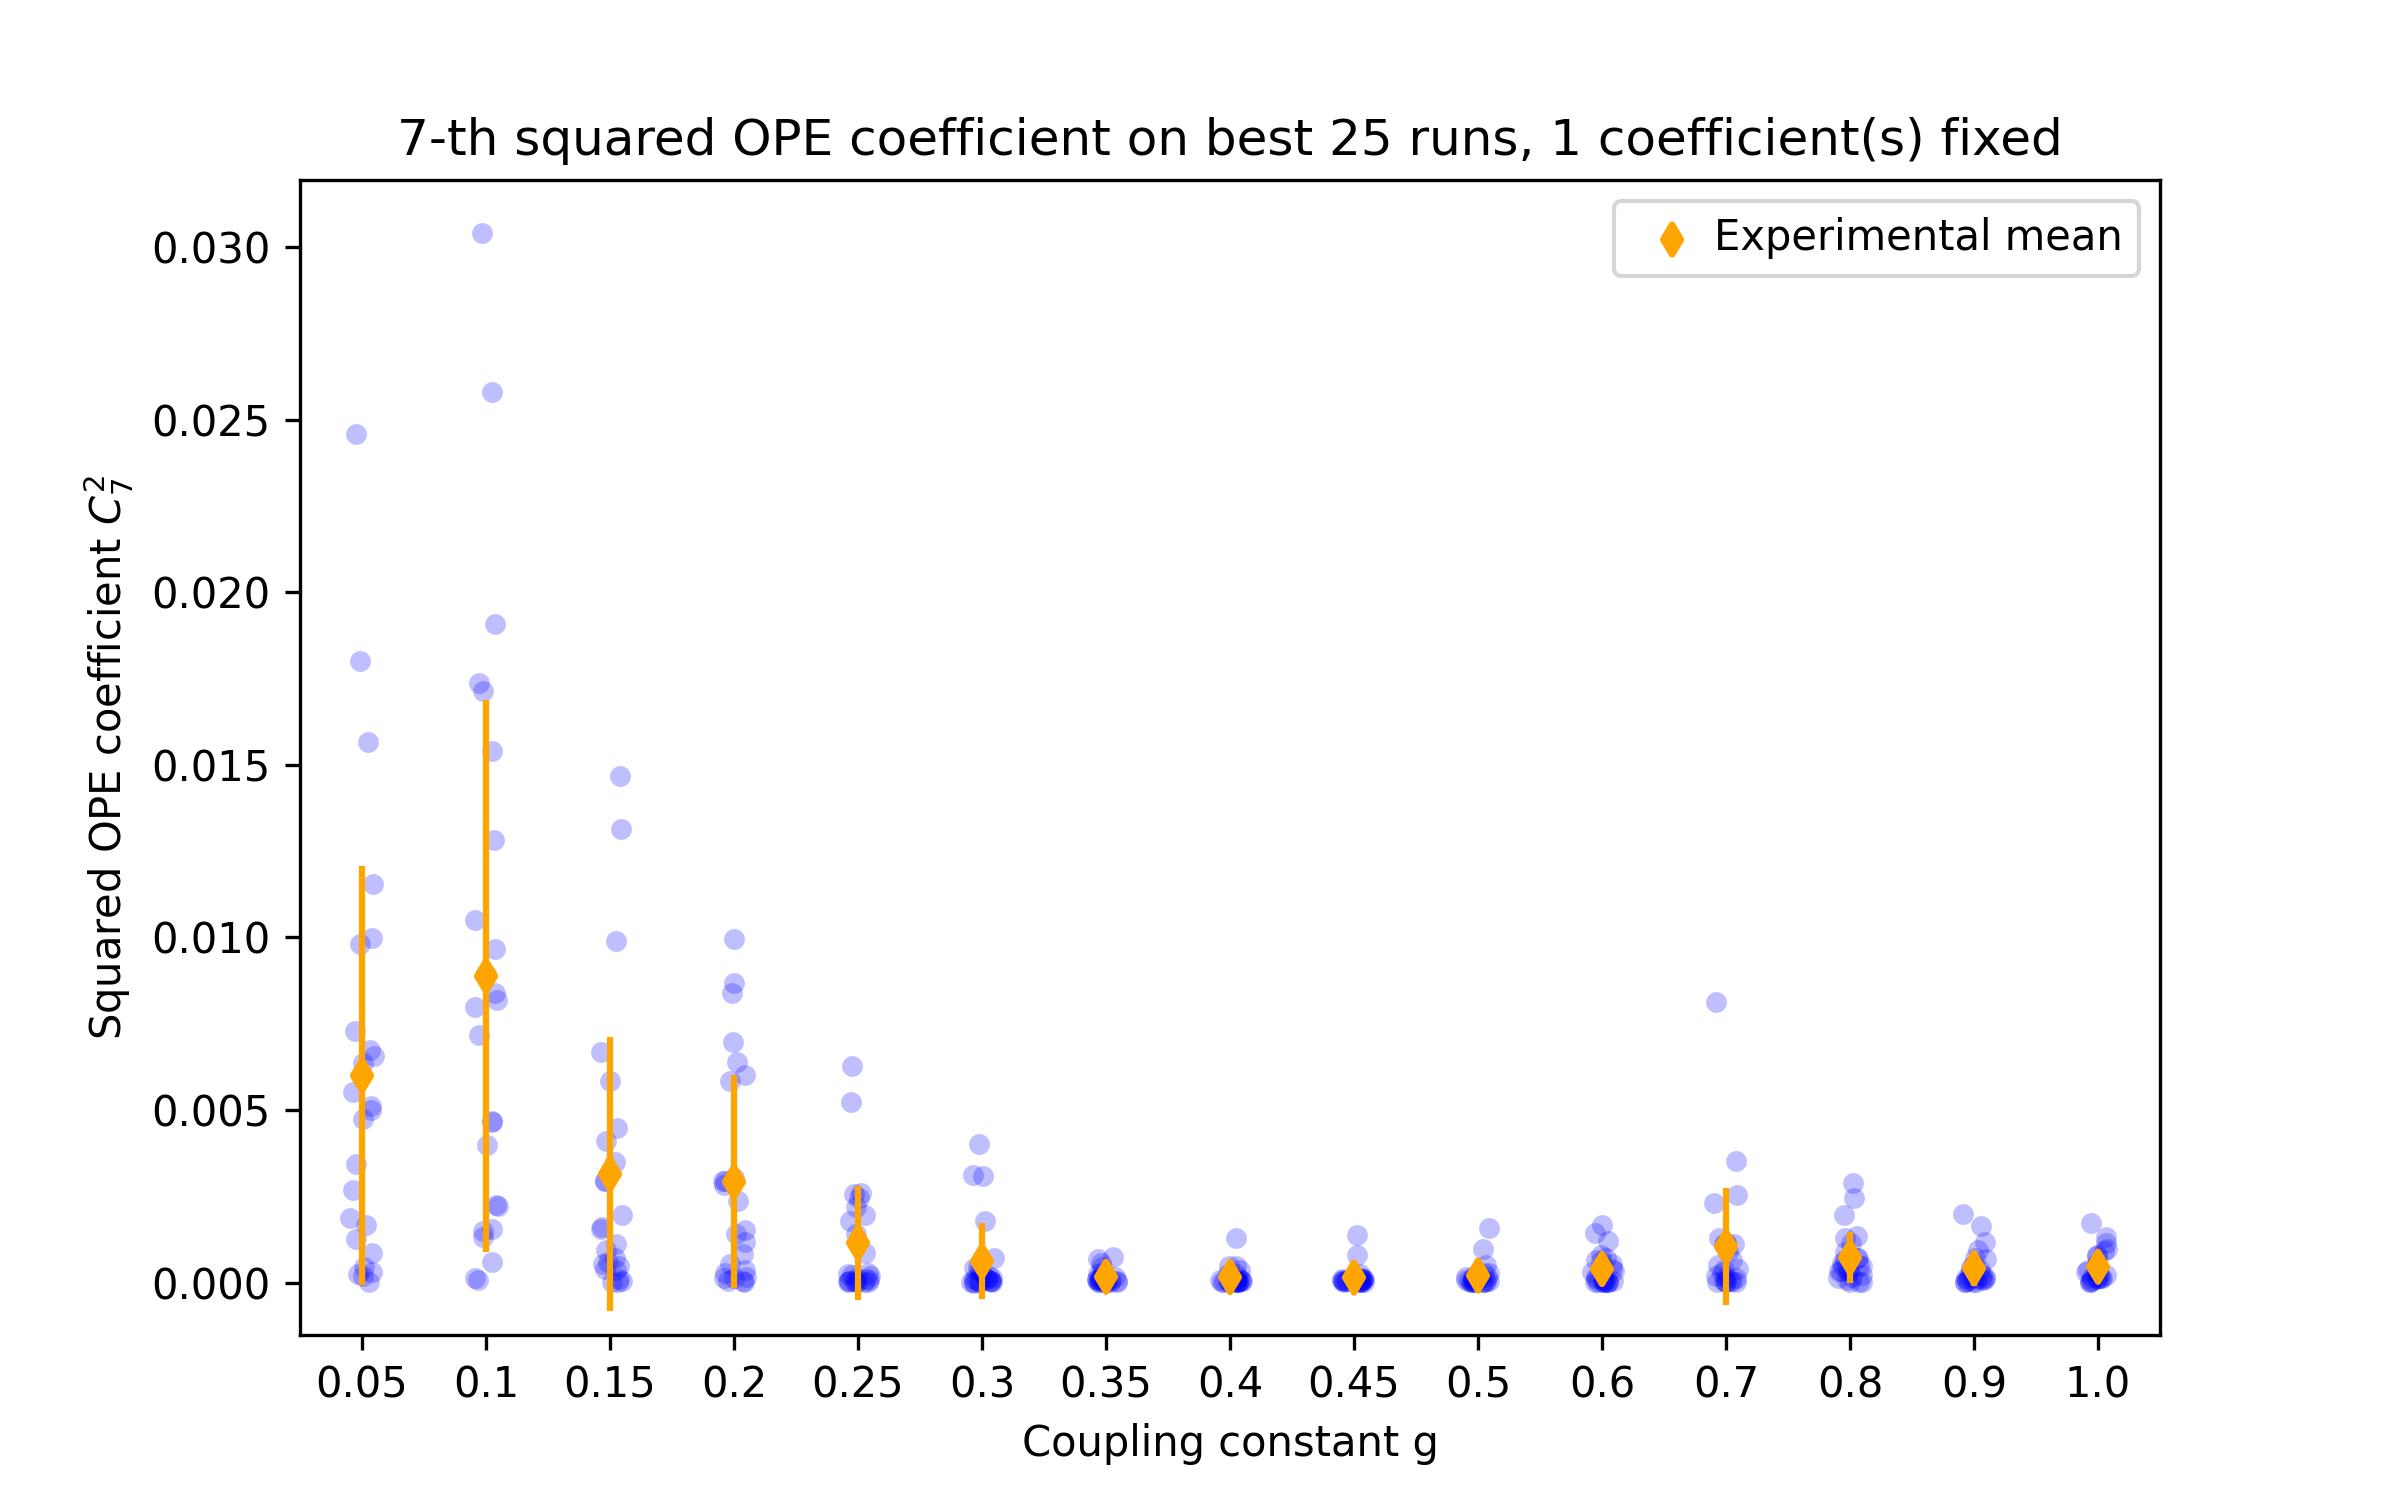 7-th squared OPE coefficient on best 25 runs, 1 coefficient(s) fixed
Experimental mean
0.030
0.025
0.020
0.015
0.010
0.005
0.000
Squared OPE coefficient $C_7^2$
0.05 0.1 0.15 0.2 0.25 0.3 0.35 0.4 0.45 0.5 0.6 0.7 0.8 0.9 1.0
Coupling constant g